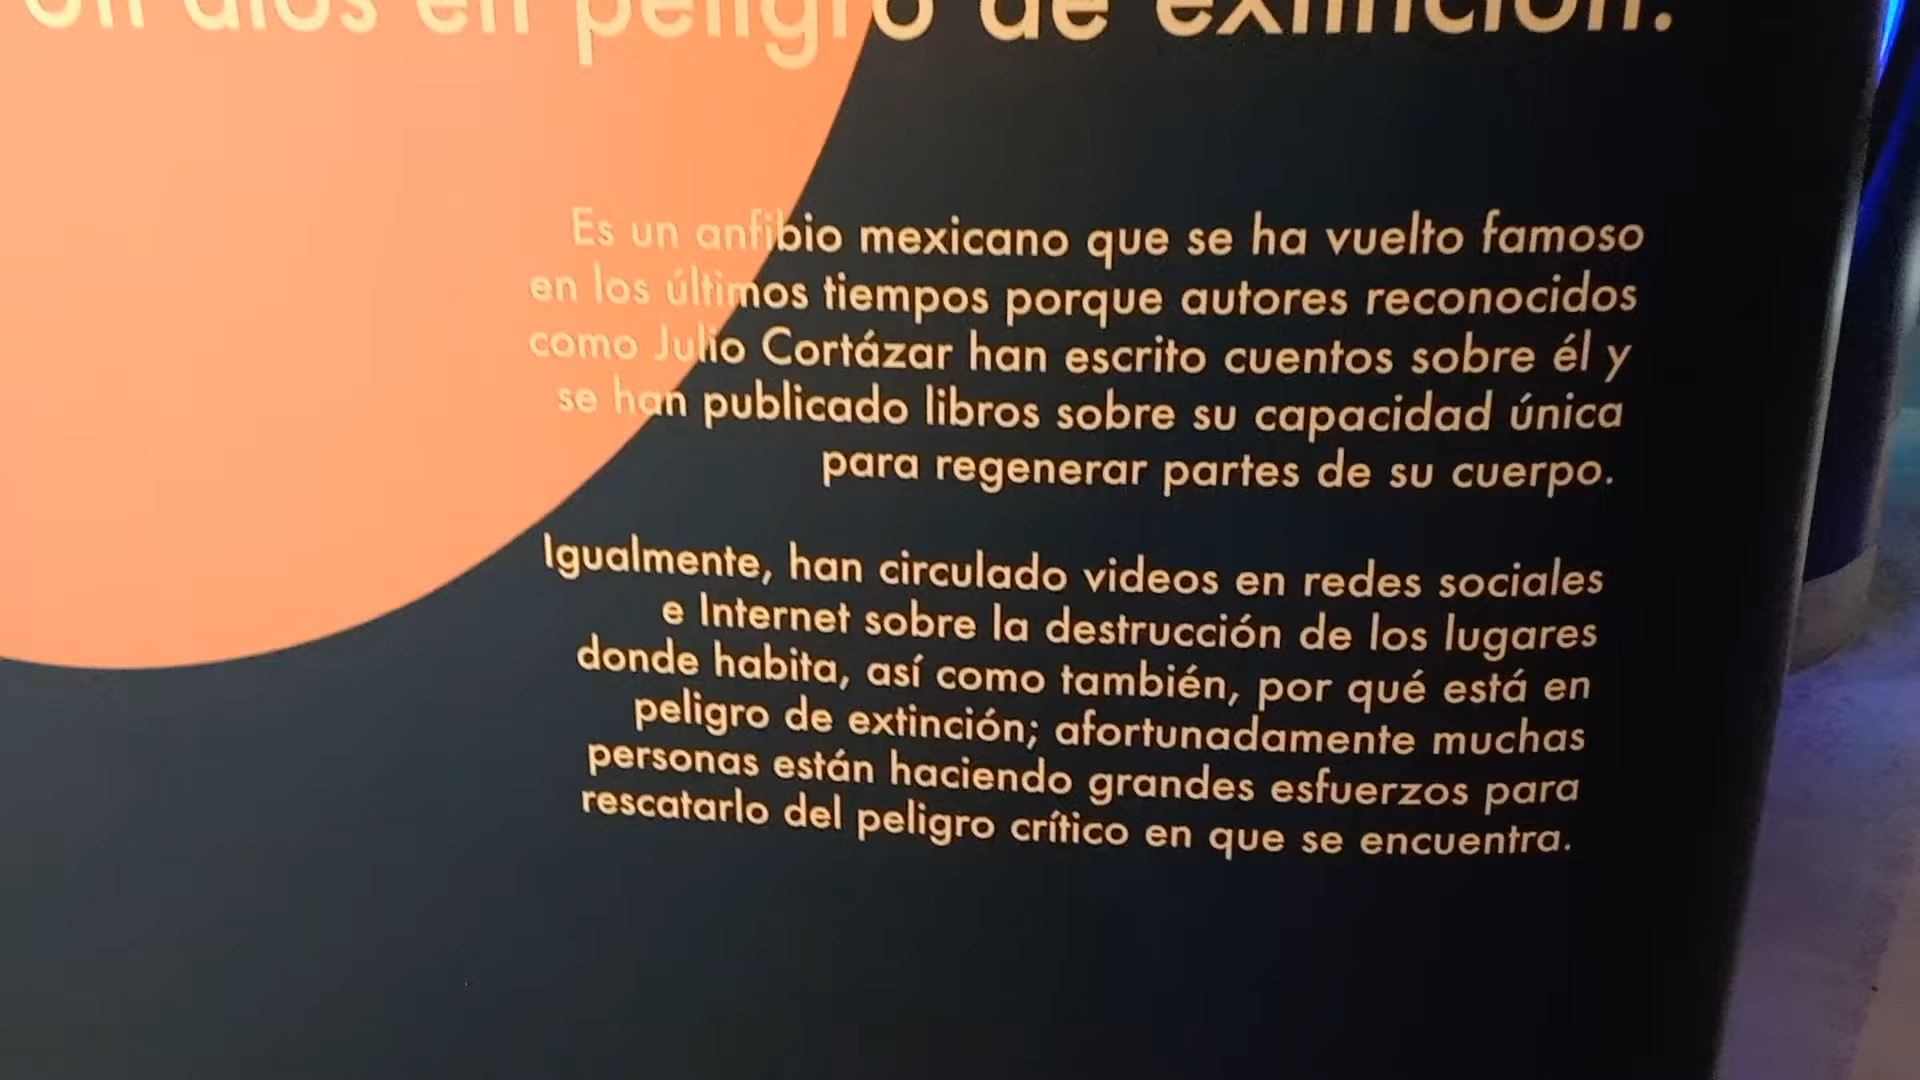 Un dios en peligro de extinción.
Es un anfibio mexicano que se ha vuelto famoso
en los últimos tiempos porque autores reconocidos
como Julio Cortázar han escrito cuentos sobre él y
se han publicado libros sobre su capacidad única
para regenerar partes de su cuerpo.
Igualmente, han circulado videos en redes sociales
e Internet sobre la destrucción de los lugares
donde habita, así como también, por qué está en
peligro de extinción; afortunadamente muchas
personas están haciendo grandes esfuerzos para
rescatarlo del peligro crítico en que se encuentra.